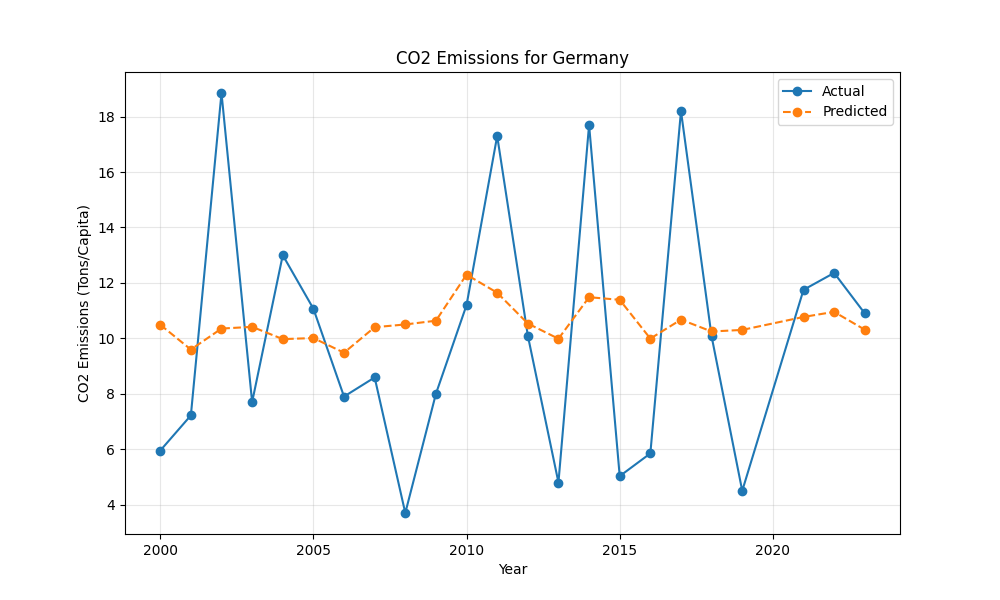 CO2 Emissions for Germany
Actual
Predicted
18
16
14
12
10
8
6
4
CO2 Emissions (Tons/Capita)
2000
2005
2010
2015
2020
Year